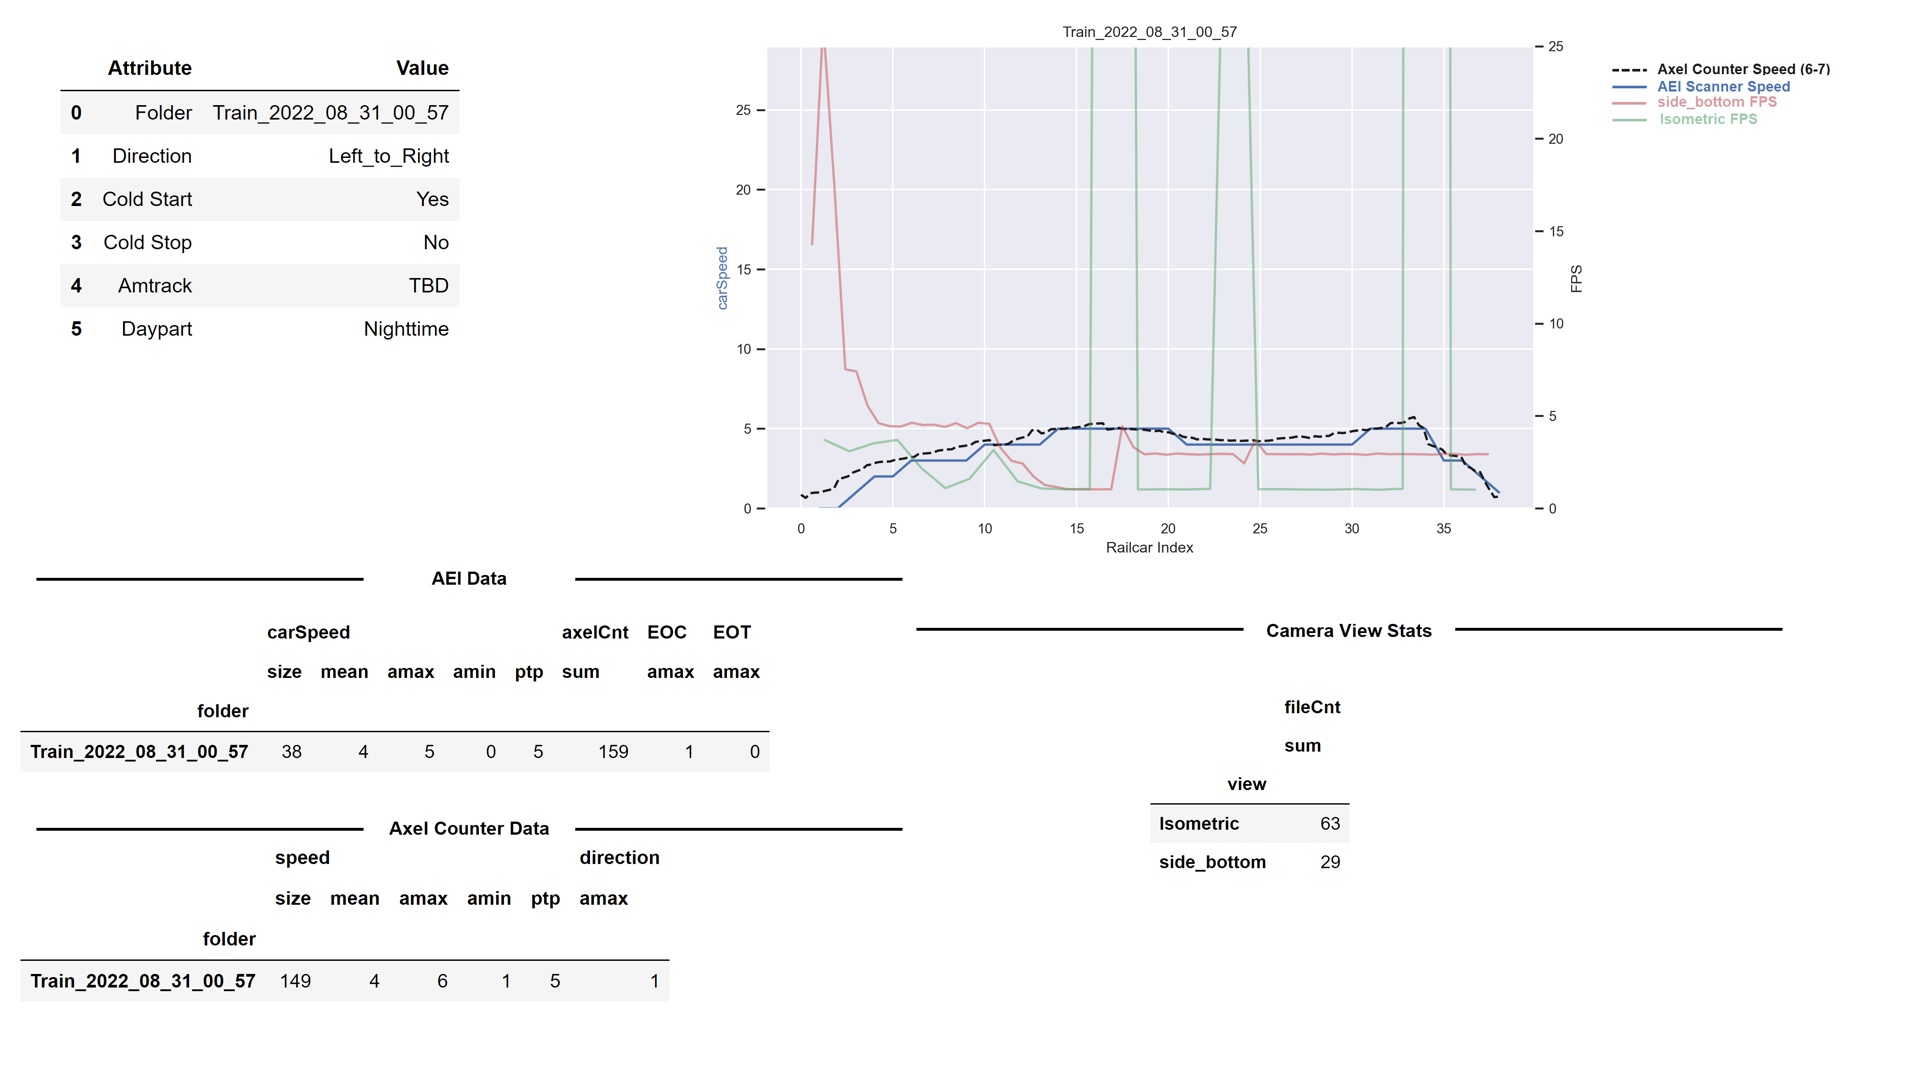 Attribute Value
0 Folder Train_2022_08_31_00_57
1 Direction Left_to_Right
2 Cold Start Yes
3 Cold Stop No
4 Amtrack TBD
5 Daypart Nighttime
Train_2022_08_31_00_57
25
20
15
10
5
0
carSpeed
0 5 10 15 20 25 30 35
Railcar Index
25
20
15
10
5
0
FPS
Axel Counter Speed (6-7)
AEI Scanner Speed
side_bottom FPS
Isometric FPS
AEI Data
carSpeed axelCnt EOC EOT
size mean amax amin ptp sum amax amax
folder
Train_2022_08_31_00_57 38 4 5 0 5 159 1 0
Axel Counter Data
speed direction
size mean amax amin ptp amax
folder
Train_2022_08_31_00_57 149 4 6 1 5 1
Camera View Stats
fileCnt
sum
view
Isometric 63
side_bottom 29